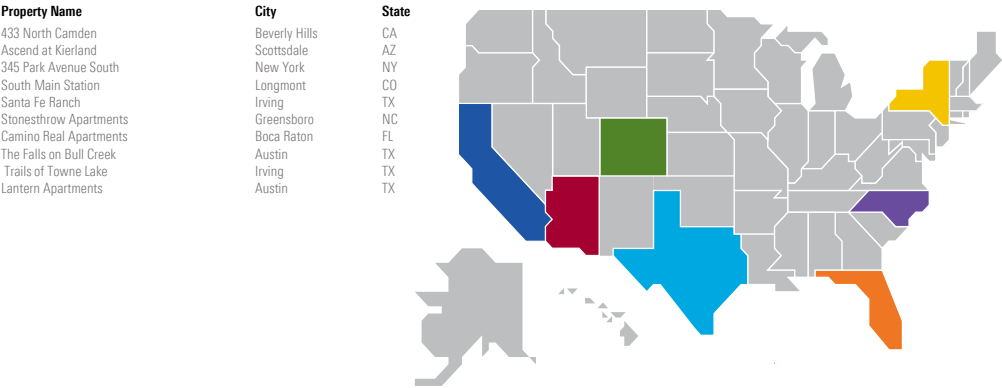 Property Name City State
433 North Camden Beverly Hills CA
Ascend at Kierland Scottsdale AZ
345 Park Avenue South New York NY
South Main Station Longmont CO
Santa Fe Ranch Irving TX
Stonesthrow Apartments Greensboro NC
Camino Real Apartments Boca Raton FL
The Falls on Bull Creek Austin TX
Trails of Towne Lake Irving TX
Lantern Apartments Austin TX